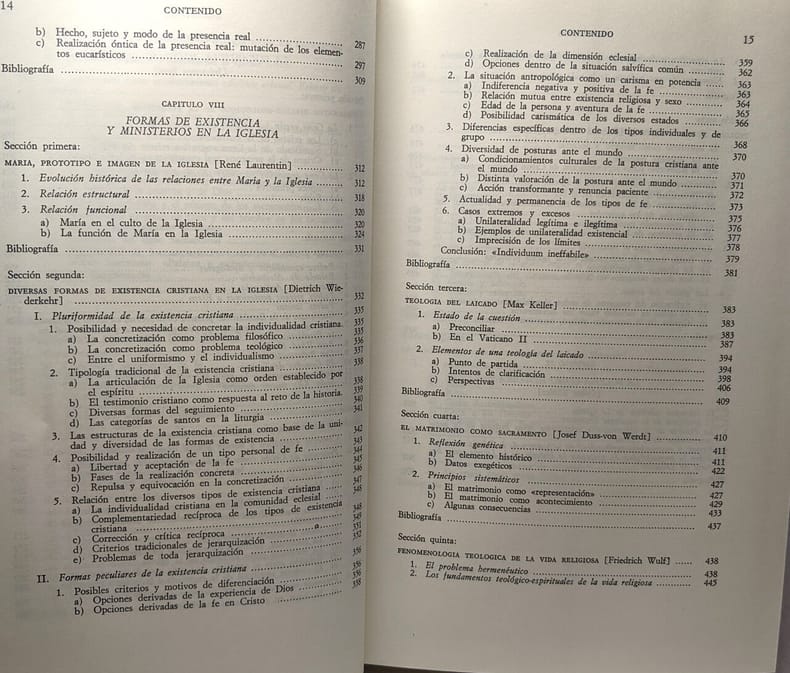 14
CONTENIDO
b) Hecho, sujeto y modo de la presencia real ........ 287
c) Realización óntica de la presencia real: mutación de los elemen-
tos eucarísticos ........ 297
Bibliografía ........ 309
CAPITULO VIII
FORMAS DE EXISTENCIA
Y MINISTERIOS EN LA IGLESIA
Sección primera:
MARIA, PROTOTIPO E IMAGEN DE LA IGLESIA [René Laurentin] ........ 312
1. Evolución histórica de las relaciones entre María y la Iglesia ........ 312
2. Relación estructural ........ 318
3. Relación funcional ........ 320
a) María en el culto de la Iglesia ........ 320
b) La función de María en la Iglesia ........ 324
Bibliografía ........ 331
Sección segunda:
DIVERSAS FORMAS DE EXISTENCIA CRISTIANA EN LA IGLESIA [Dietrich Wie-
derkehr] ........ 332
I. Pluriformidad de la existencia cristiana ........ 335
1. Posibilidad y necesidad de concretar la individualidad cristiana. 335
a) La concretización como problema filosófico ........ 335
b) La concretización como problema teológico ........ 336
c) Entre el uniformismo y el individualismo ........ 337
2. Tipología tradicional de la existencia cristiana ........ 338
a) La articulación de la Iglesia como orden establecido por
el espíritu ........ 338
b) El testimonio cristiano como respuesta al reto de la historia. 339
c) Diversas formas del seguimiento ........ 340
d) Las categorías de santos en la liturgia ........ 341
3. Las estructuras de la existencia cristiana como base de la uni-
dad y diversidad de las formas de existencia ........ 342
4. Posibilidad y realización de un tipo personal de fe ........ 343
a) Libertad y aceptación de la fe ........ 344
b) Fases de la realización concreta ........ 345
c) Repulsa y equivocación en la concretización ........ 347
5. Relación entre los diversos tipos de existencia cristiana ........ 348
a) La individualidad cristiana en la comunidad eclesial ........ 348
b) Complementariedad recíproca de los tipos de existencia
cristiana ........ 349
c) Corrección y crítica recíproca ........ 351
d) Criterios tradicionales de jerarquización ........ 352
e) Problemas de toda jerarquización ........
II. Formas peculiares de la existencia cristiana ........ 356
1. Posibles criterios y motivos de diferenciación ........ 356
a) Opciones derivadas de la experiencia de Dios ........ 356
b) Opciones derivadas de la fe en Cristo ........ 358
CONTENIDO
15
c) Realización de la dimensión eclesial ........ 359
d) Opciones dentro de la situación salvífica común ........ 362
2. La situación antropológica como un carisma en potencia ........ 363
a) Indiferencia negativa y positiva de la fe ........ 363
b) Relación mutua entre existencia religiosa y sexo ........ 364
c) Edad de la persona y aventura de la fe ........ 365
d) Posibilidad carismática de los diversos estados ........ 366
3. Diferencias específicas dentro de los tipos individuales y de
grupo ........ 368
4. Diversidad de posturas ante el mundo ........ 370
a) Condicionamientos culturales de la postura cristiana ante
el mundo ........ 370
b) Distinta valoración de la postura ante el mundo ........ 371
c) Acción transformante y renuncia paciente ........ 372
5. Actualidad y permanencia de los tipos de fe ........ 373
6. Casos extremos y excesos ........ 375
a) Unilateralidad legítima e ilegítima ........ 376
b) Ejemplos de unilateralidad existencial ........ 377
c) Imprecisión de los límites ........ 378
Conclusión: «Individuum ineffabile» ........ 379
Bibliografía ........ 381
Sección tercera:
TEOLOGIA DEL LAICADO [Max Keller] ........ 383
1. Estado de la cuestión ........ 383
a) Preconciliar ........ 383
b) En el Vaticano II ........ 387
2. Elementos de una teología del laicado ........ 394
a) Punto de partida ........ 394
b) Intentos de clarificación ........ 398
c) Perspectivas ........ 406
Bibliografía ........ 409
Sección cuarta:
EL MATRIMONIO COMO SACRAMENTO [Josef Duss-von Werdt] ........ 410
1. Reflexión genética ........ 411
a) El elemento histórico ........ 411
b) Datos exegéticos ........ 422
2. Principios sistemáticos ........ 427
a) El matrimonio como «representación» ........ 427
b) El matrimonio como acontecimiento ........ 429
c) Algunas consecuencias ........ 433
Bibliografía ........ 437
Sección quinta:
FENOMENOLOGIA TEOLOGICA DE LA VIDA RELIGIOSA [Friedrich Wulf] ...... 438
1. El problema hermenéutico ........ 438
2. Los fundamentos teológico-espirituales de la vida religiosa ........ 445